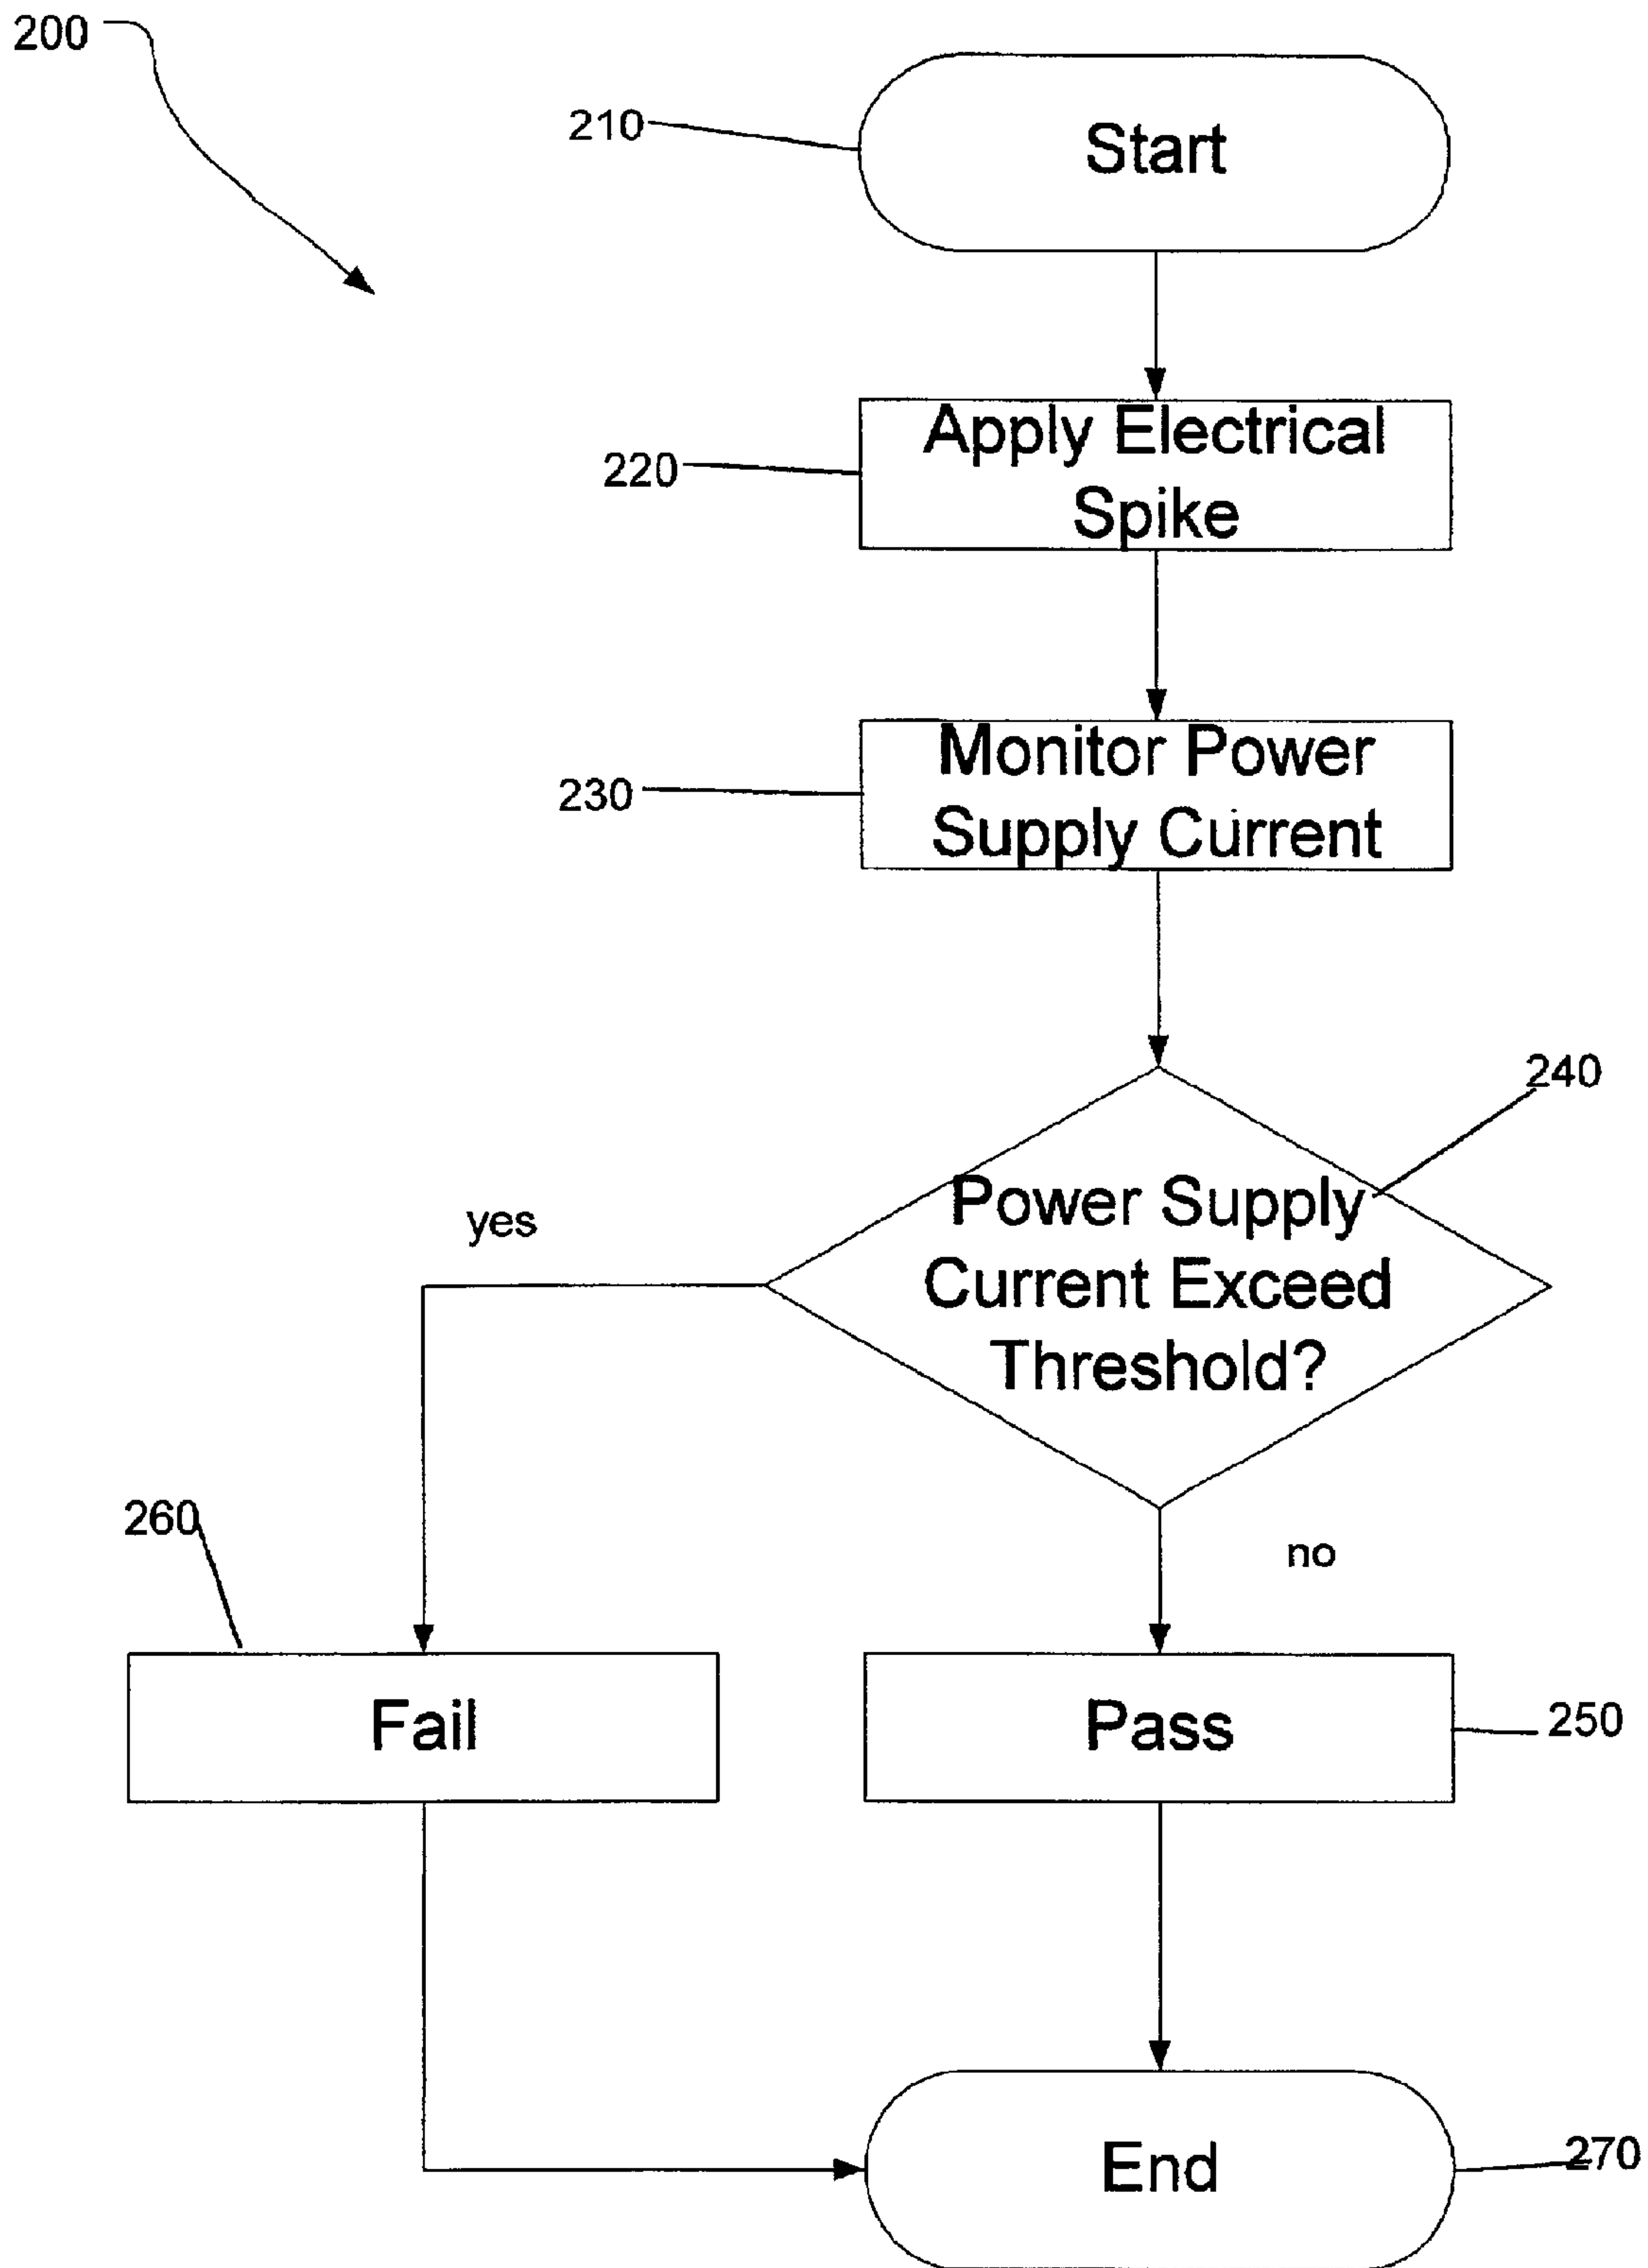 200
210
Start
220
Apply Electrical
Spike
230
Monitor Power
Supply Current
240
Power Supply
Current Exceed
Threshold?
yes
no
260
Fail
Pass
250
End
270